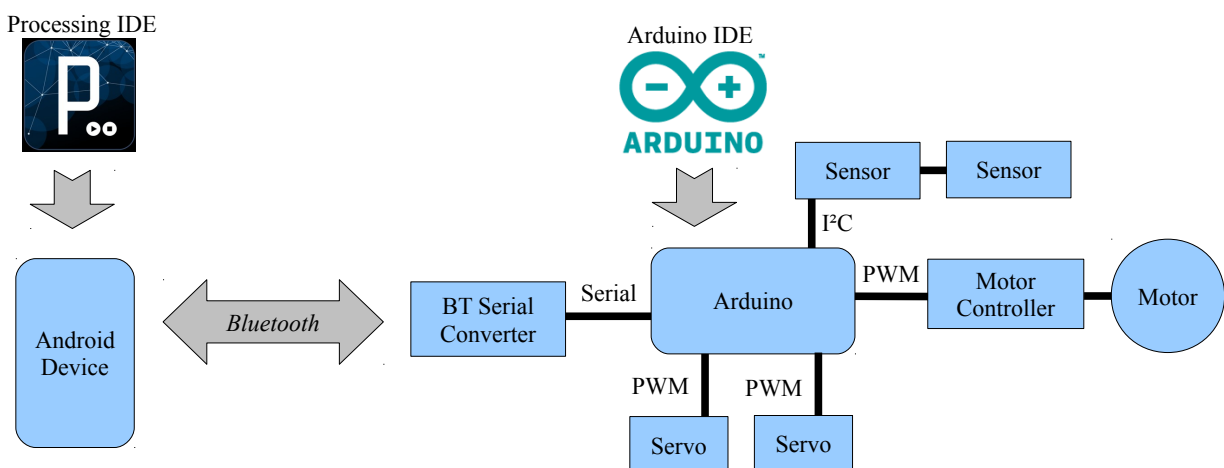 Processing IDE
P
Arduino IDE
TM
ARDUINO
Sensor
Sensor
I²C
Android
Device
Bluetooth
BT Serial
Converter
Serial
Arduino
PWM
Motor
Controller
Motor
PWM
PWM
Servo
Servo